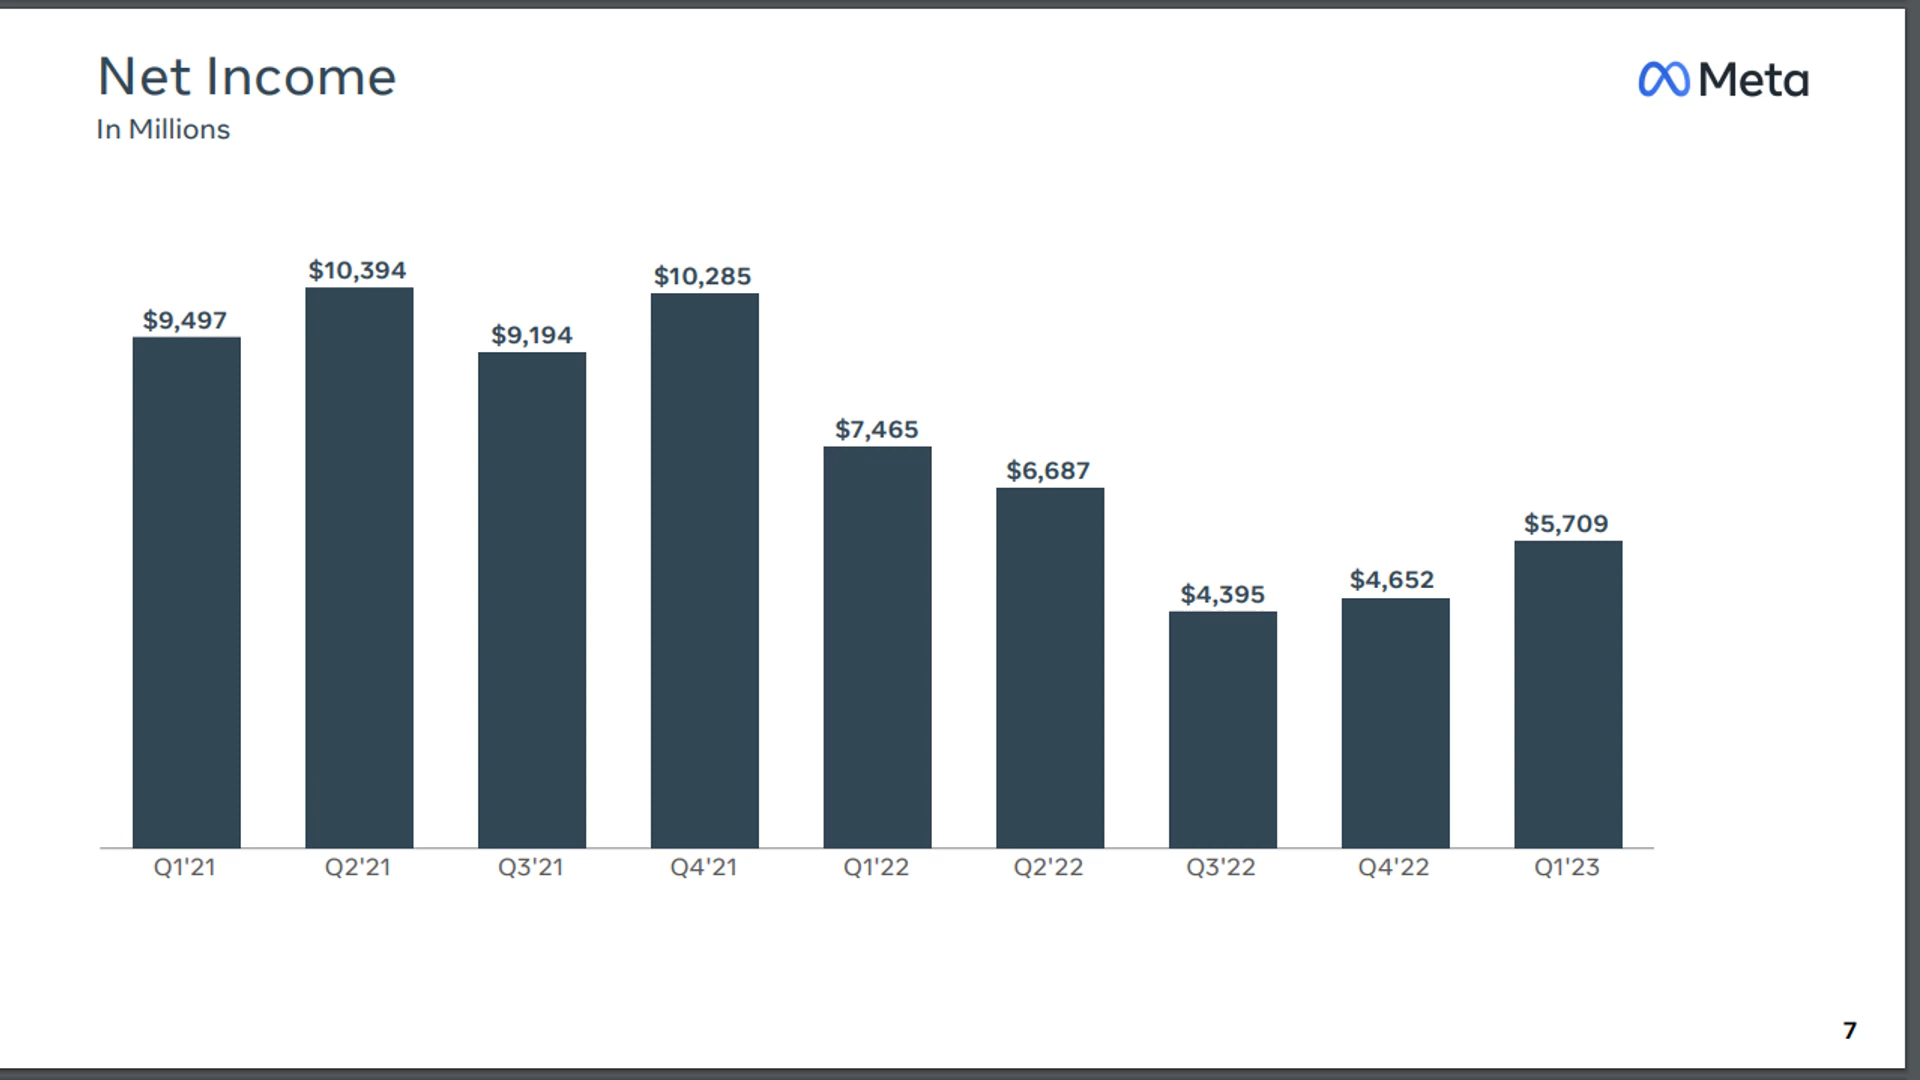 Net Income
In Millions
Meta
$9,497
$10,394
$9,194
$10,285
$7,465
$6,687
$4,395
$4,652
$5,709
Q1'21
Q2'21
Q3'21
Q4'21
Q1'22
Q2'22
Q3'22
Q4'22
Q1'23
7